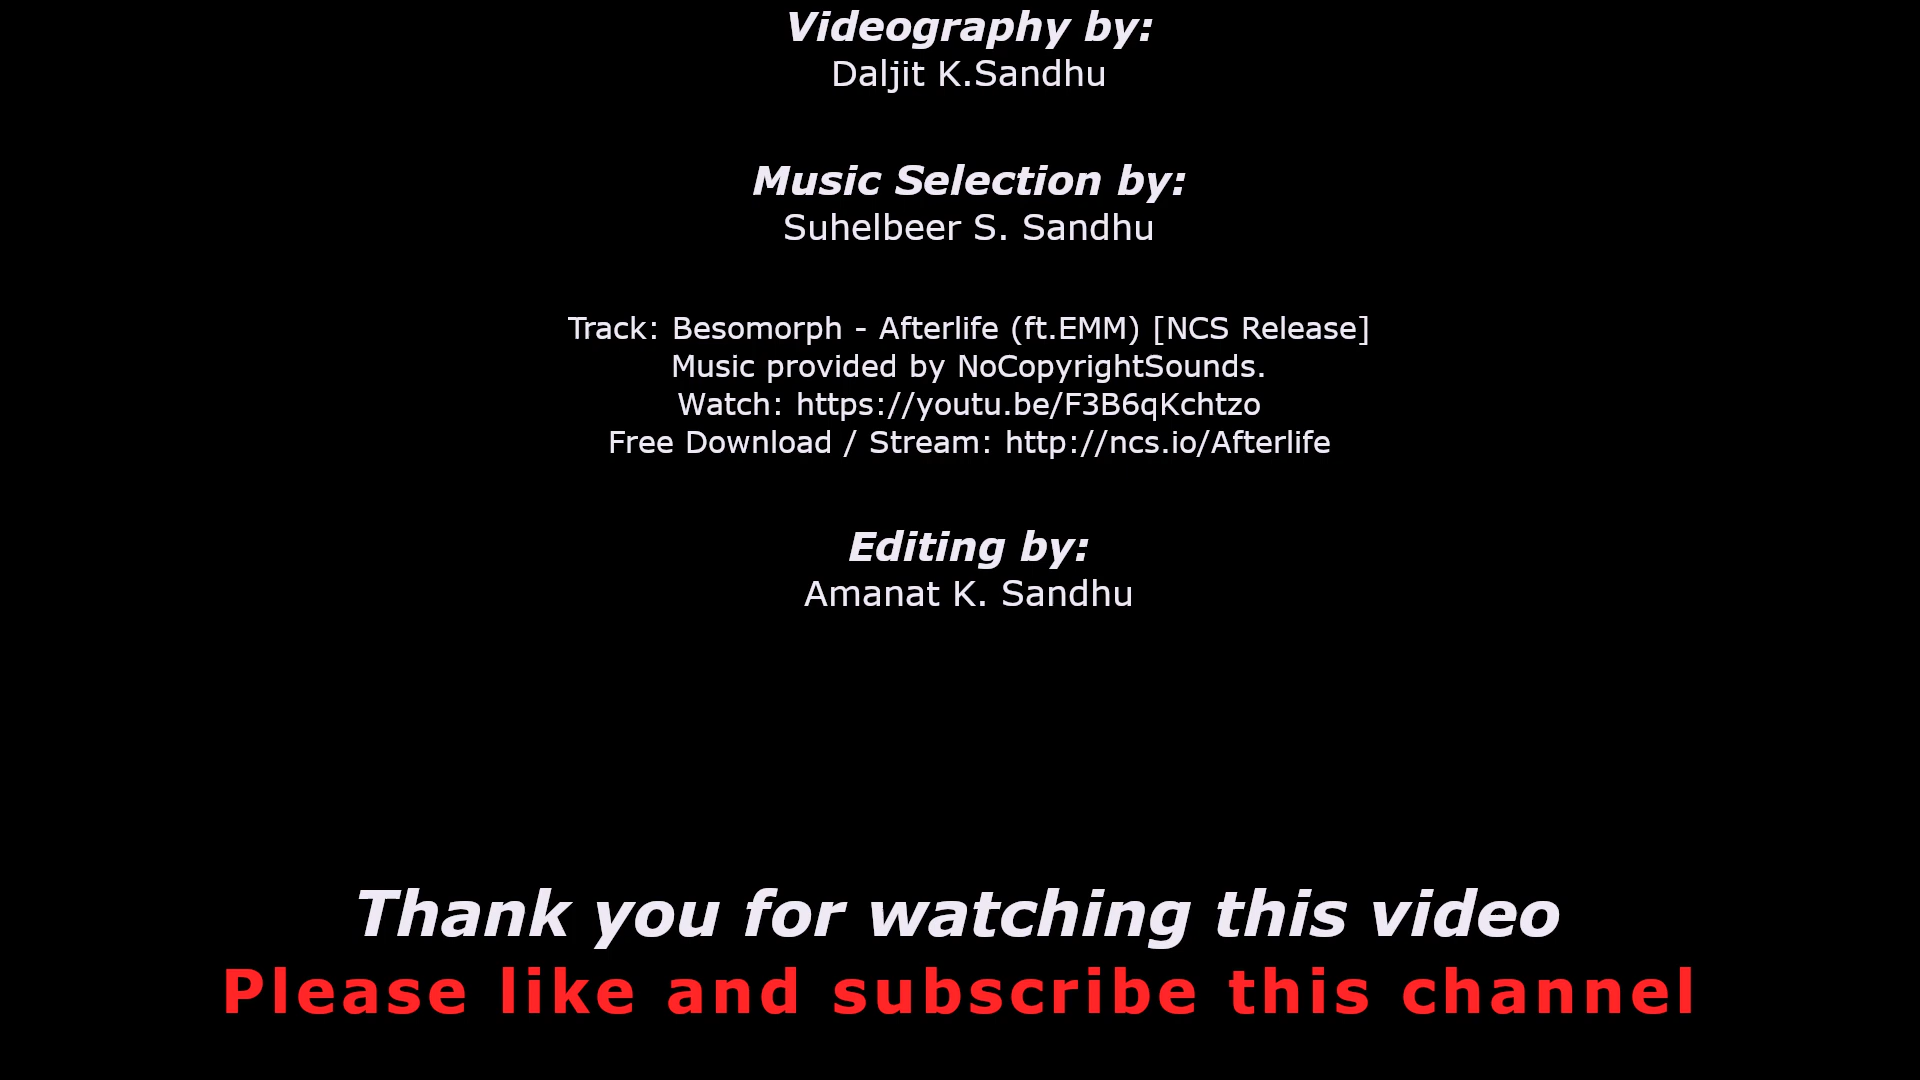 Videography by:
Daljit K.Sandhu
Music Selection by:
Suhelbeer S. Sandhu
Track: Besomorph - Afterlife (ft.EMM) [NCS Release]
Music provided by NoCopyrightSounds.
Watch: https://youtu.be/F3B6qKchtzo
Free Download / Stream: http://ncs.io/Afterlife
Editing by:
Amanat K. Sandhu
Thank you for watching this video
Please like and subscribe this channel